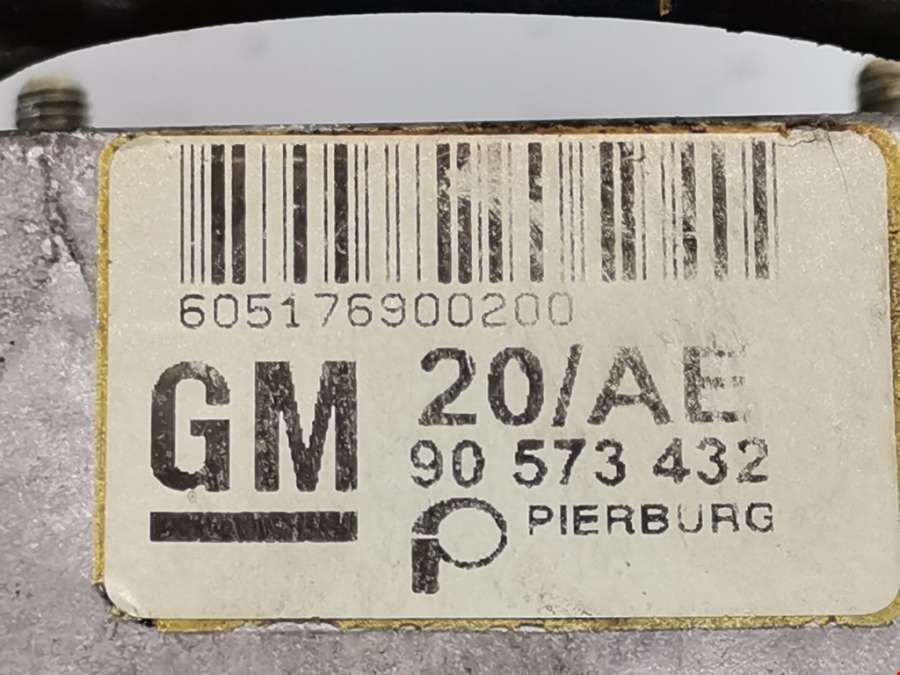 605176900200
GM
20/AE
90 573 432
PIERBURG